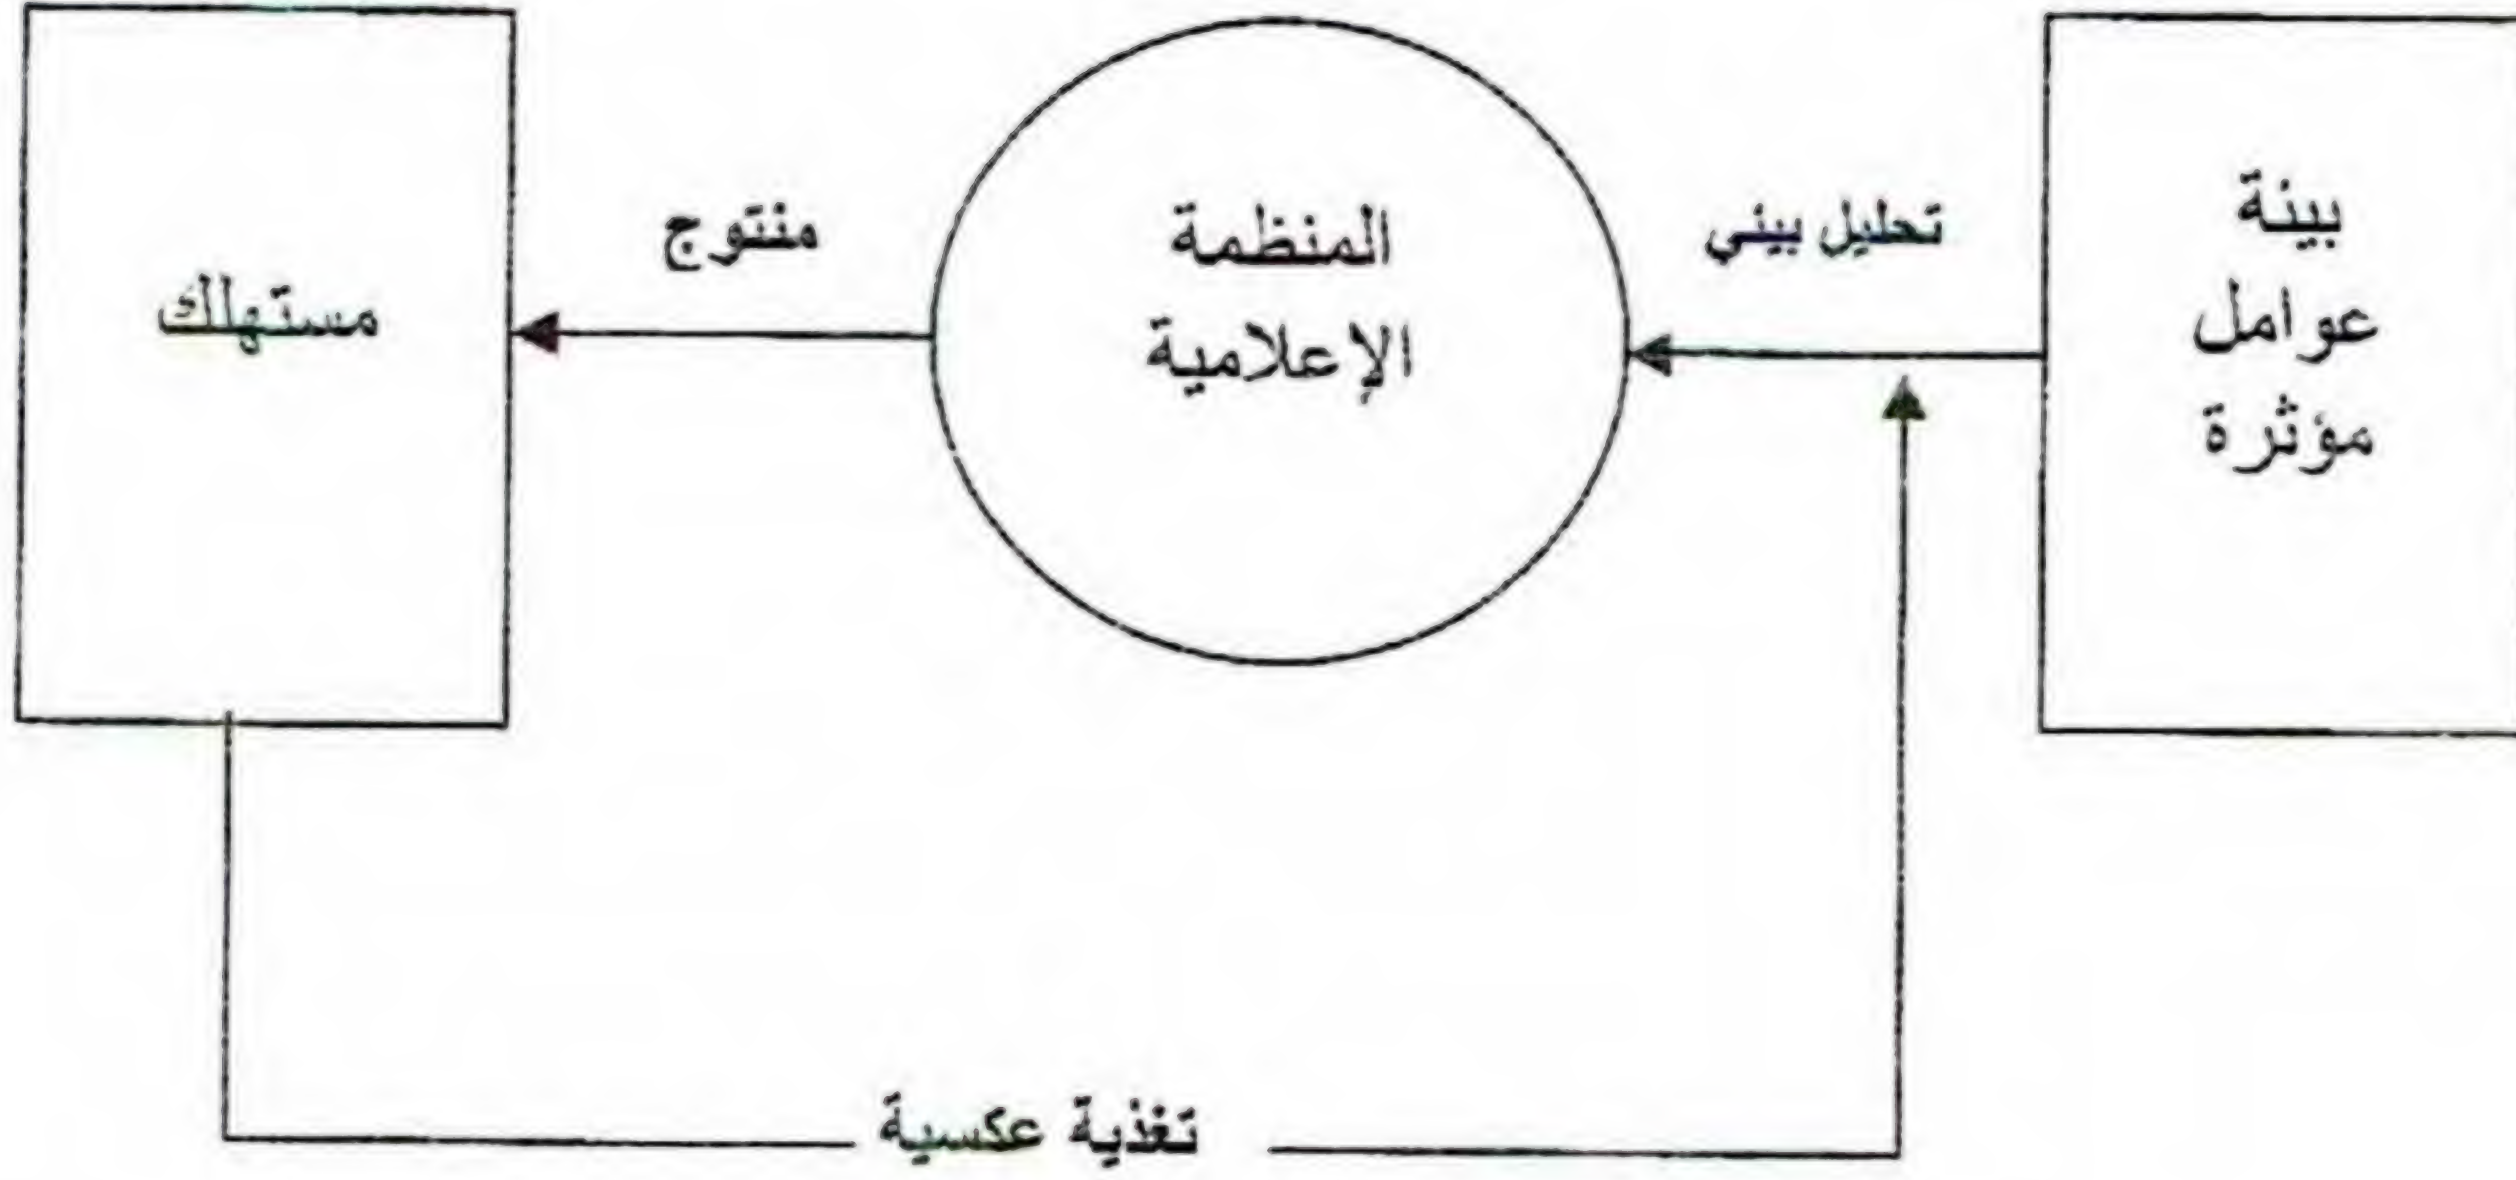 بيئة
عوامل
مؤثرة
تحليل بيئي
المنظمة
الإعلامية
منتوج
مستهلك
تغذية عكسية